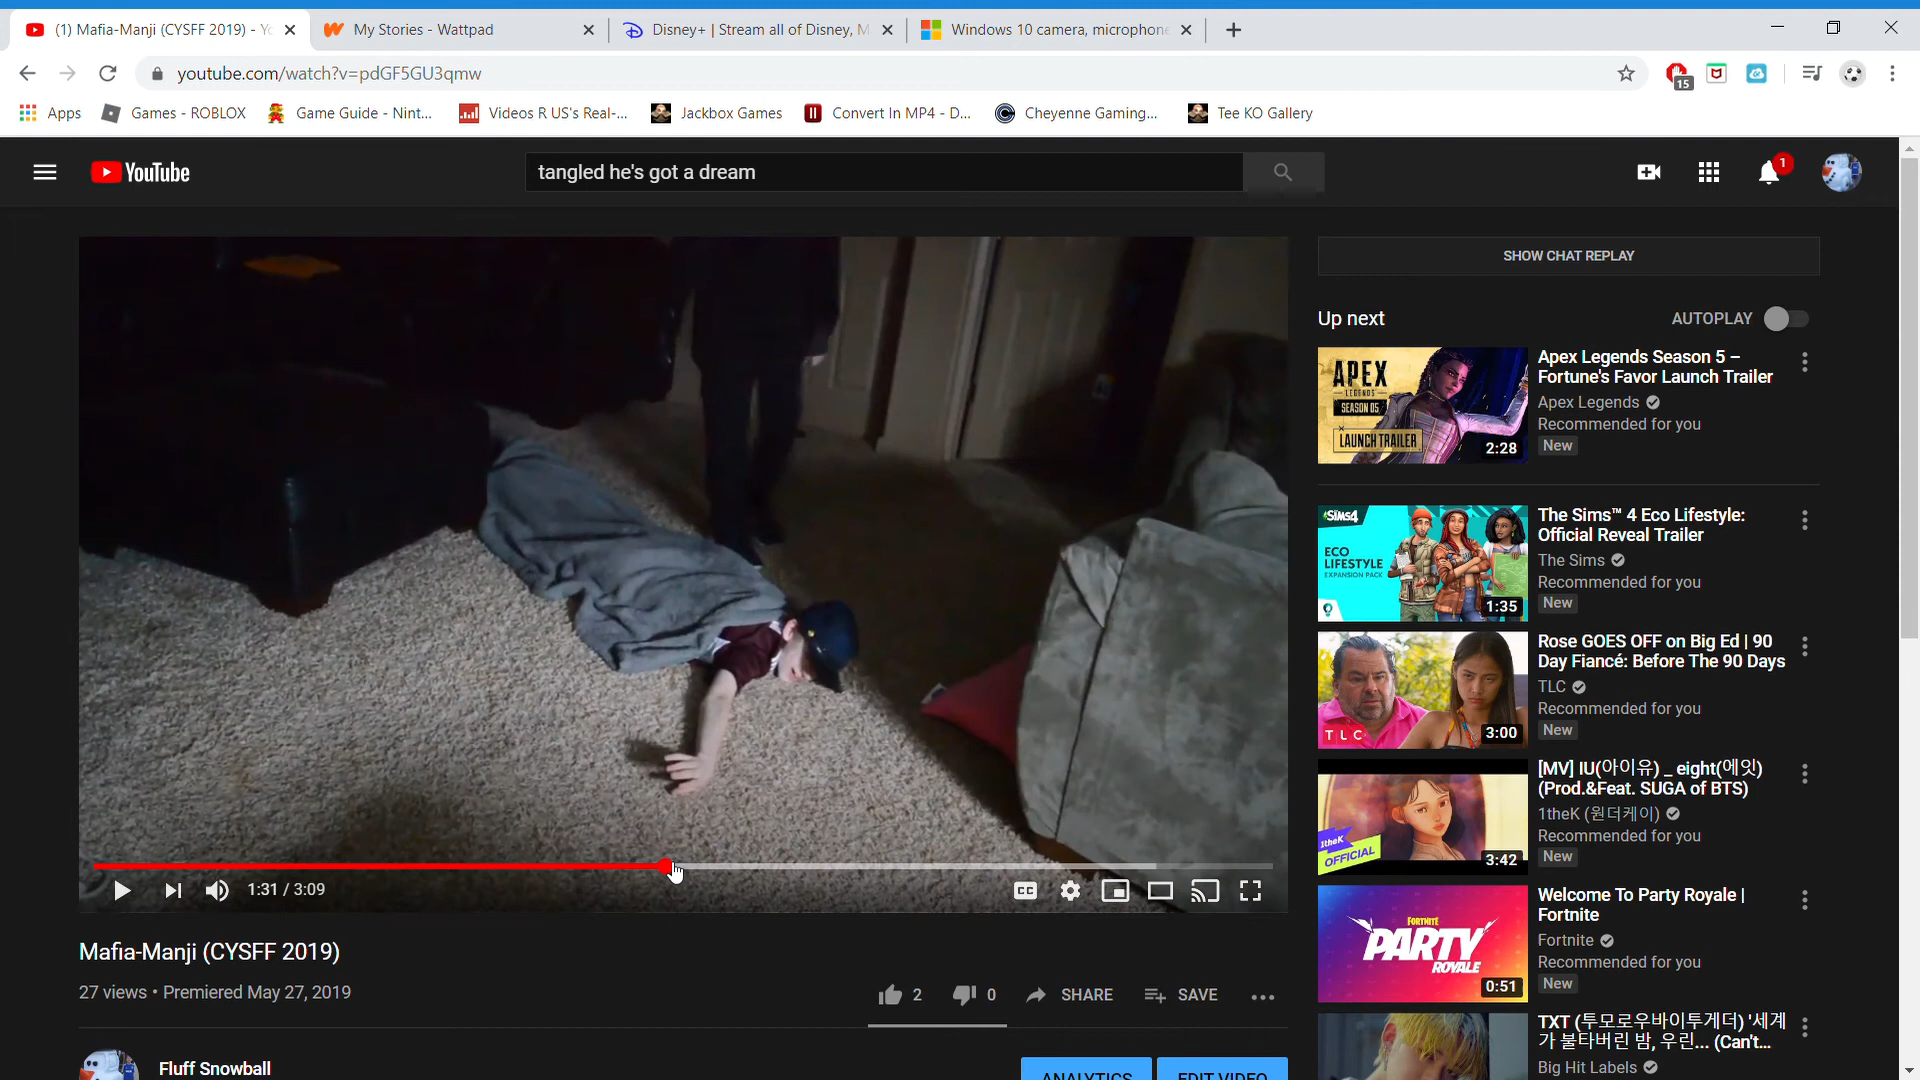 (1) Mafia-Manji (CYSFF 2019) - Yo
My Stories - Wattpad
Disney+ | Stream all of Disney, M
Windows 10 camera, microphone
youtube.com/watch?v=pdGF5GU3qmw
15
Apps
Games - ROBLOX
Game Guide - Nint...
Videos R US's Real-...
Jackbox Games
Convert In MP4 - D...
Cheyenne Gaming...
Tee KO Gallery
YouTube
tangled he's got a dream
1
SHOW CHAT REPLAY
Up next
AUTOPLAY
APEX
LEGENDS
SEASON 05
LAUNCH TRAILER
2:28
Apex Legends Season 5 –
Fortune's Favor Launch Trailer
Apex Legends
Recommended for you
New
SIMS4
ECO
LIFESTYLE
EXPANSION PACK
1:35
The Sims™ 4 Eco Lifestyle:
Official Reveal Trailer
The Sims
Recommended for you
New
TLC
3:00
Rose GOES OFF on Big Ed | 90
Day Fiancé: Before The 90 Days
TLC
Recommended for you
New
1theK
OFFICIAL
3:42
[MV] IU(아이유) _ eight(에잇)
(Prod.&Feat. SUGA of BTS)
1theK (원더케이)
Recommended for you
New
FORTNITE
PARTY
ROYALE
0:51
Welcome To Party Royale |
Fortnite
Fortnite
Recommended for you
New
TXT (투모로우바이투게더) '세계
가 불타버린 밤, 우린... (Can't...
Big Hit Labels
1:31 / 3:09
CC
Mafia-Manji (CYSFF 2019)
27 views • Premiered May 27, 2019
2
0
SHARE
SAVE
Fluff Snowball
ANALYTICS
EDIT VIDEO